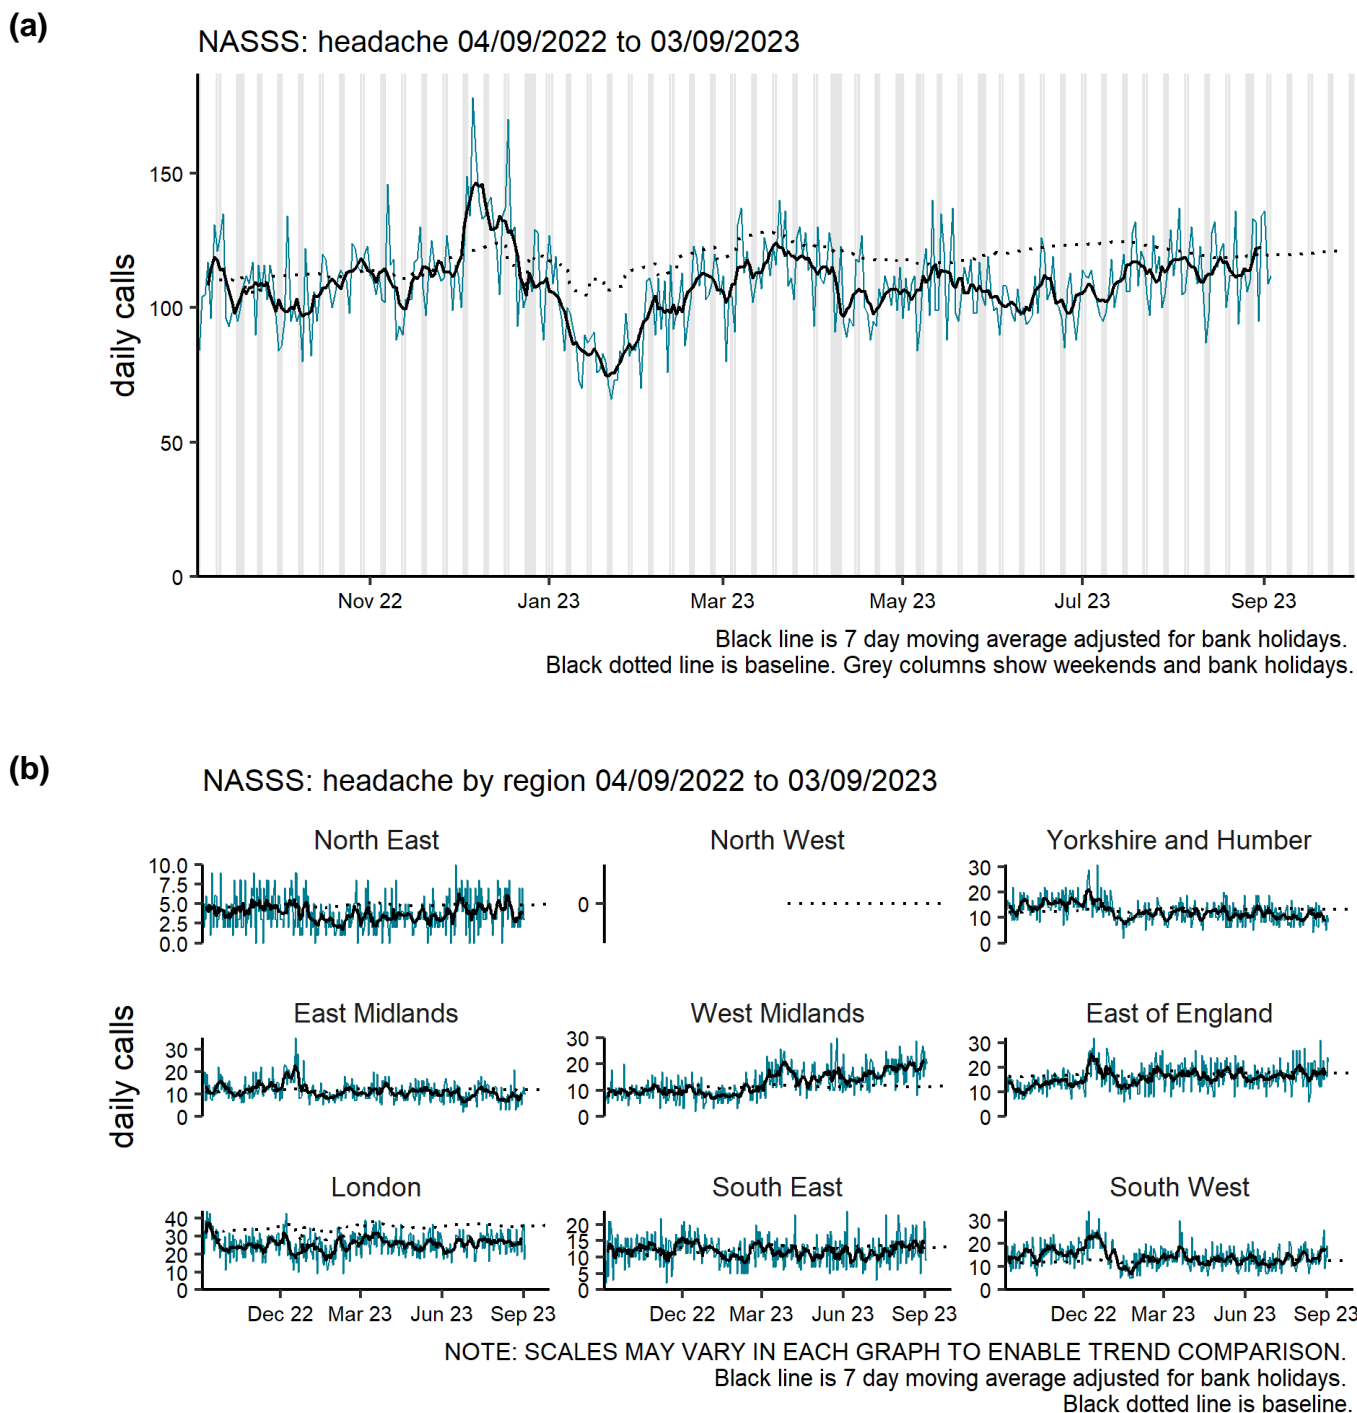 (a)
NASSS: headache 04/09/2022 to 03/09/2023
daily calls
150
100
50
0
Nov 22 Jan 23 Mar 23 May 23 Jul 23 Sep 23
Black line is 7 day moving average adjusted for bank holidays.
Black dotted line is baseline. Grey columns show weekends and bank holidays.
(b)
NASSS: headache by region 04/09/2022 to 03/09/2023
daily calls
North East North West Yorkshire and Humber
10.0
7.5
5.0
2.5
0.0
0
30
20
10
0
East Midlands West Midlands East of England
30
20
10
0
30
20
10
0
30
20
10
0
London South East South West
40
30
20
10
0
20
15
10
5
0
30
20
10
0
Dec 22 Mar 23 Jun 23 Sep 23 Dec 22 Mar 23 Jun 23 Sep 23 Dec 22 Mar 23 Jun 23 Sep 23
NOTE: SCALES MAY VARY IN EACH GRAPH TO ENABLE TREND COMPARISON.
Black line is 7 day moving average adjusted for bank holidays.
Black dotted line is baseline.